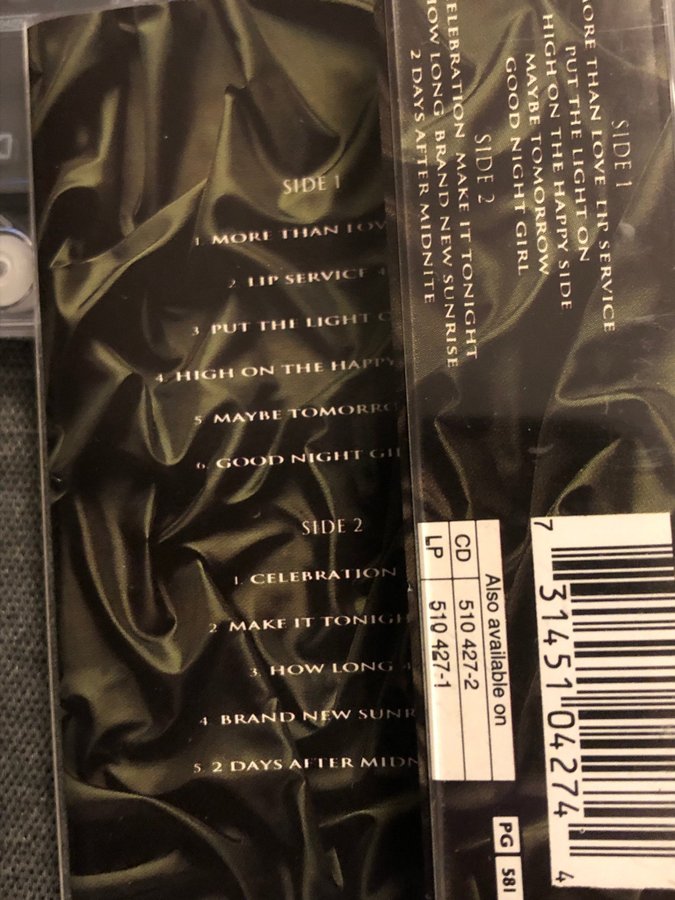 SIDE 1
1. MORE THAN LOV
2 LIP SERVICE 4
3 PUT THE LIGHT O
4. HIGH ON THE HAPPY
5 MAYBE TOMORRO
6. GOOD NIGHT GI
SIDE 2
1. CELEBRATION
2 MAKE IT TONIGH
3. HOW LONG 4
4 BRAND NEW SUNR
5 2 DAYS AFTER MIDN
SIDE 1
ORE THAN LOVE LIP SERVICE
PUT THE LIGHT ON
HIGH ON THE HAPPY SIDE
MAYBE TOMORROW
GOOD NIGHT GIRL
SIDE 2
ELEBRATION MAKE IT TONIGHT
HOW LONG BRAND NEW SUNRISE
2 DAYS AFTER MIDNITE
Also available on
CD 510 427-2
LP 510 427-1
7 31451 04274 4
PG 581